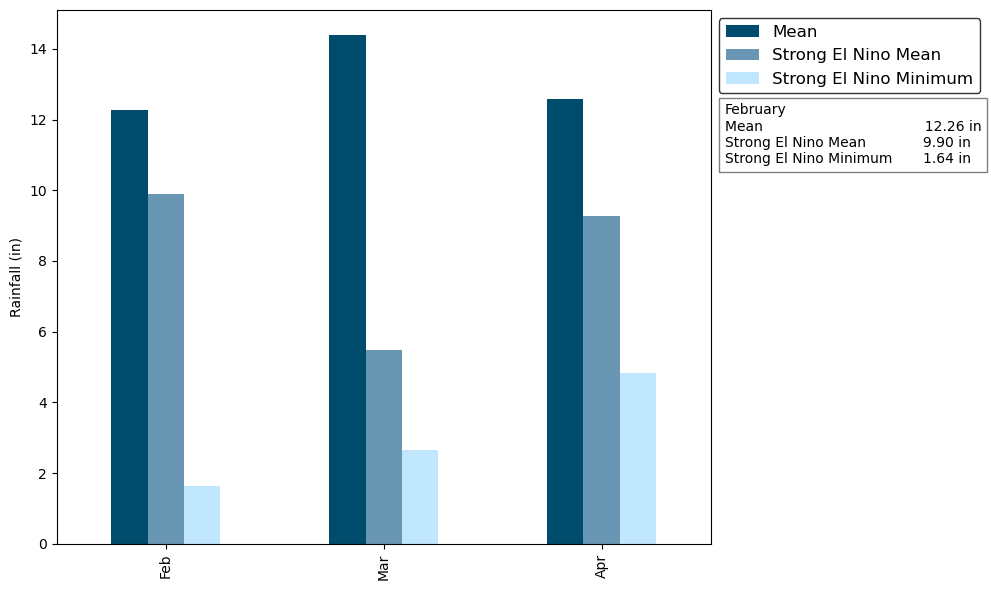 Mean
Strong El Nino Mean
Strong El Nino Minimum
February
Mean 12.26 in
Strong El Nino Mean 9.90 in
Strong El Nino Minimum 1.64 in
Rainfall (in)
14
12
10
8
6
4
2
0
Feb
Mar
Apr